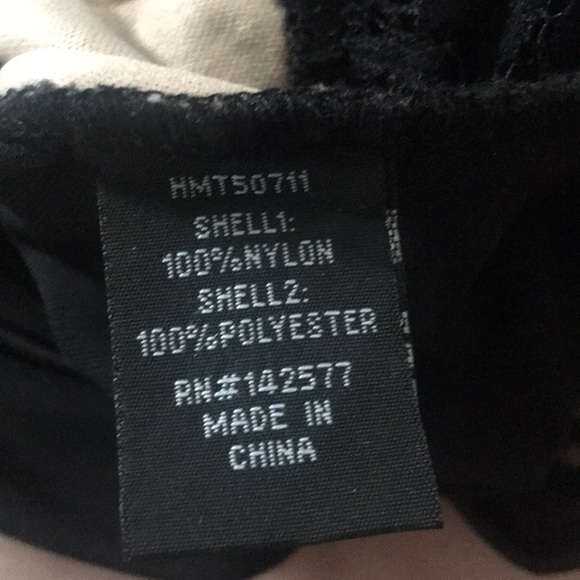 HMT50711
SHELL1:
100%NYLON
SHELL2:
100%POLYESTER
RN#142577
MADE IN
CHINA